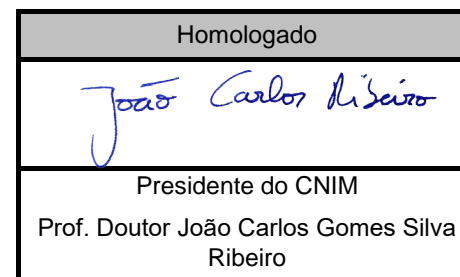 Homologado
João Carlos Ribeiro
Presidente do CNIM
Prof. Doutor João Carlos Gomes Silva
Ribeiro